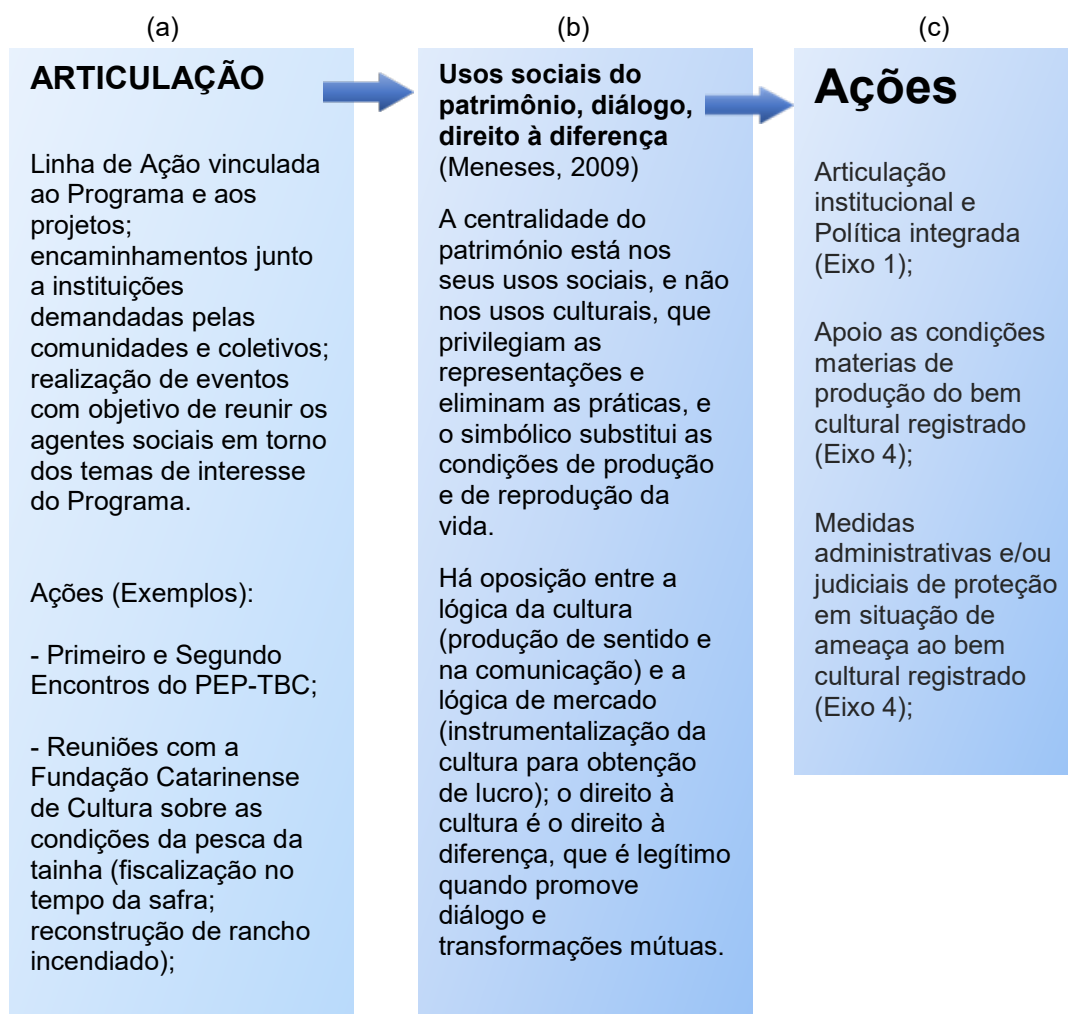 (a)
ARTICULAÇÃO
Linha de Ação vinculada
ao Programa e aos
projetos;
encaminhamentos junto
a instituições
demandadas pelas
comunidades e coletivos;
realização de eventos
com objetivo de reunir os
agentes sociais em torno
dos temas de interesse
do Programa.
Ações (Exemplos):
- Primeiro e Segundo
Encontros do PEP-TBC;
- Reuniões com a
Fundação Catarinense
de Cultura sobre as
condições da pesca da
tainha (fiscalização no
tempo da safra;
reconstrução de rancho
incendiado);
(b)
Usos sociais do
patrimônio, diálogo,
direito à diferença
(Meneses, 2009)
A centralidade do
património está nos
seus usos sociais, e não
nos usos culturais, que
privilegiam as
representações e
eliminam as práticas, e
o simbólico substitui as
condições de produção
e de reprodução da
vida.
Há oposição entre a
lógica da cultura
(produção de sentido e
na comunicação) e a
lógica de mercado
(instrumentalização da
cultura para obtenção
de lucro); o direito à
cultura é o direito à
diferença, que é legítimo
quando promove
diálogo e
transformações mútuas.
(c)
Ações
Articulação
institucional e
Política integrada
(Eixo 1);
Apoio as condições
materias de
produção do bem
cultural registrado
(Eixo 4);
Medidas
administrativas e/ou
judiciais de proteção
em situação de
ameaça ao bem
cultural registrado
(Eixo 4);